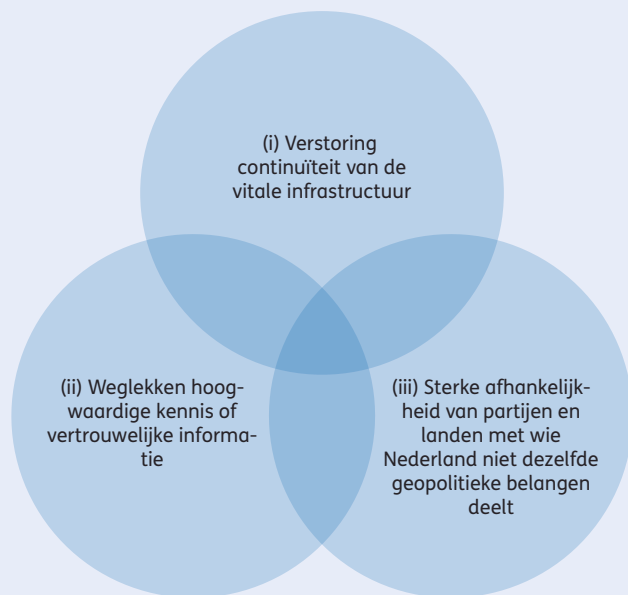 (i) Verstoring
continuïteit van de
vitale infrastructuur
(ii) Weglekken hoog-
waardige kennis of
vertrouwelijke informa-
tie
(iii) Sterke afhankelijk-
heid van partijen en
landen met wie
Nederland niet dezelfde
geopolitieke belangen
deelt